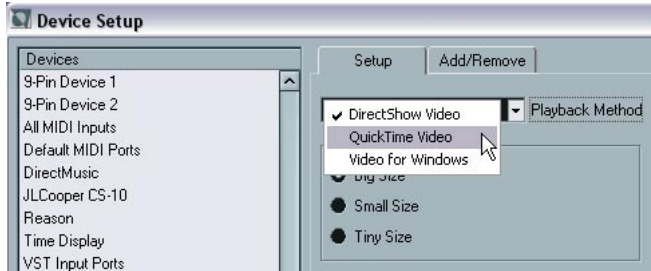 Device Setup
Devices
9-Pin Device 1
9-Pin Device 2
All MIDI Inputs
Default MIDI Ports
DirectMusic
JLCooper CS-10
Reason
Time Display
VST Input Ports
Setup
Add/Remove
DirectShow Video
QuickTime Video
Video for Windows
Playback Method
Big Size
Small Size
Tiny Size